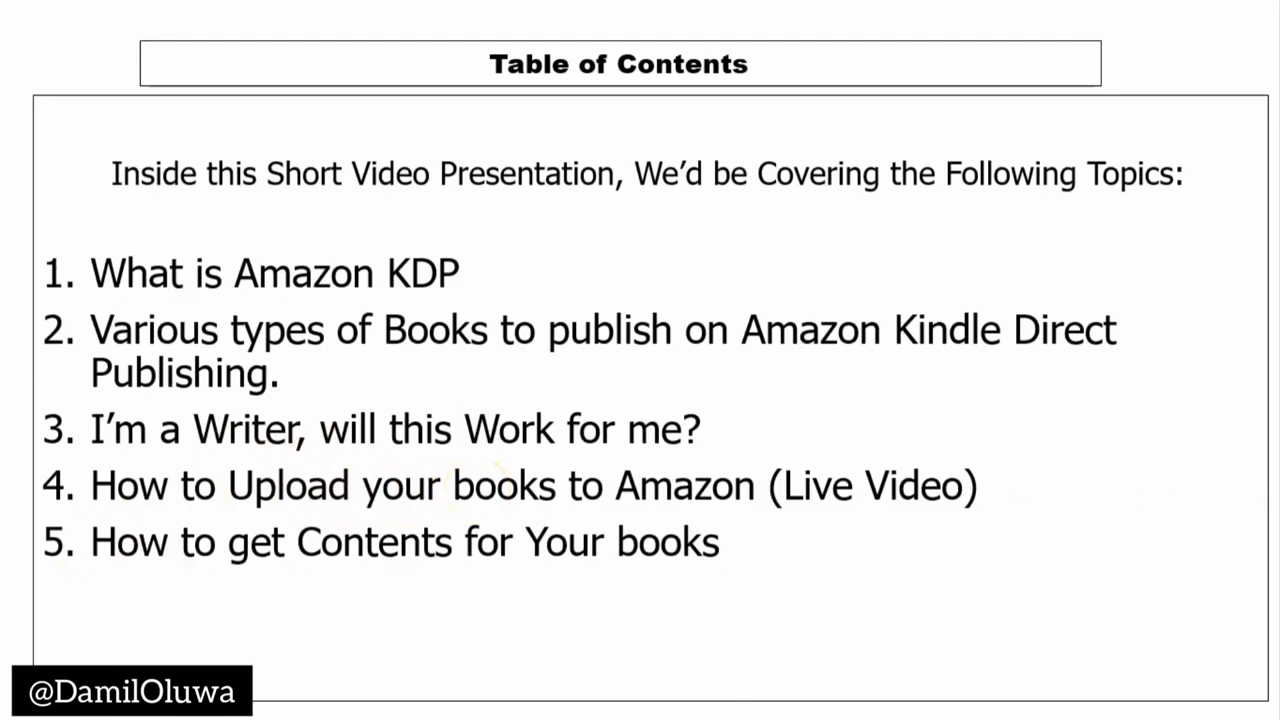 Table of Contents
Inside this Short Video Presentation, We’d be Covering the Following Topics:
1. What is Amazon KDP
2. Various types of Books to publish on Amazon Kindle Direct
Publishing.
3. I’m a Writer, will this Work for me?
4. How to Upload your books to Amazon (Live Video)
5. How to get Contents for Your books
@DamilOluwa